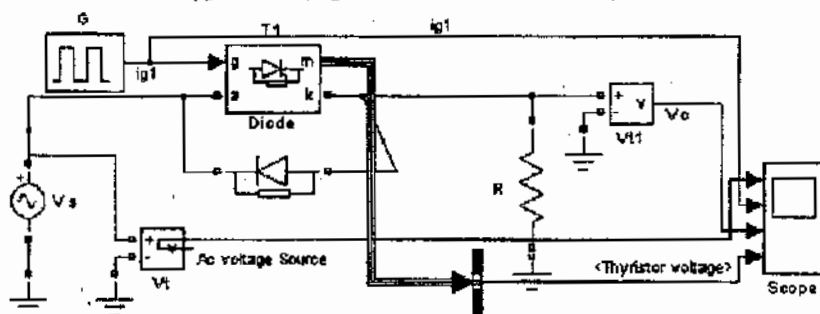 G
T1
ig1
ig1
g
m
a
k
Diode
+
-
v
Vo
Vt1
R
+
Vs
+
-
v
Ac voltage Source
Vt
<Thyristor voltage>
Scope